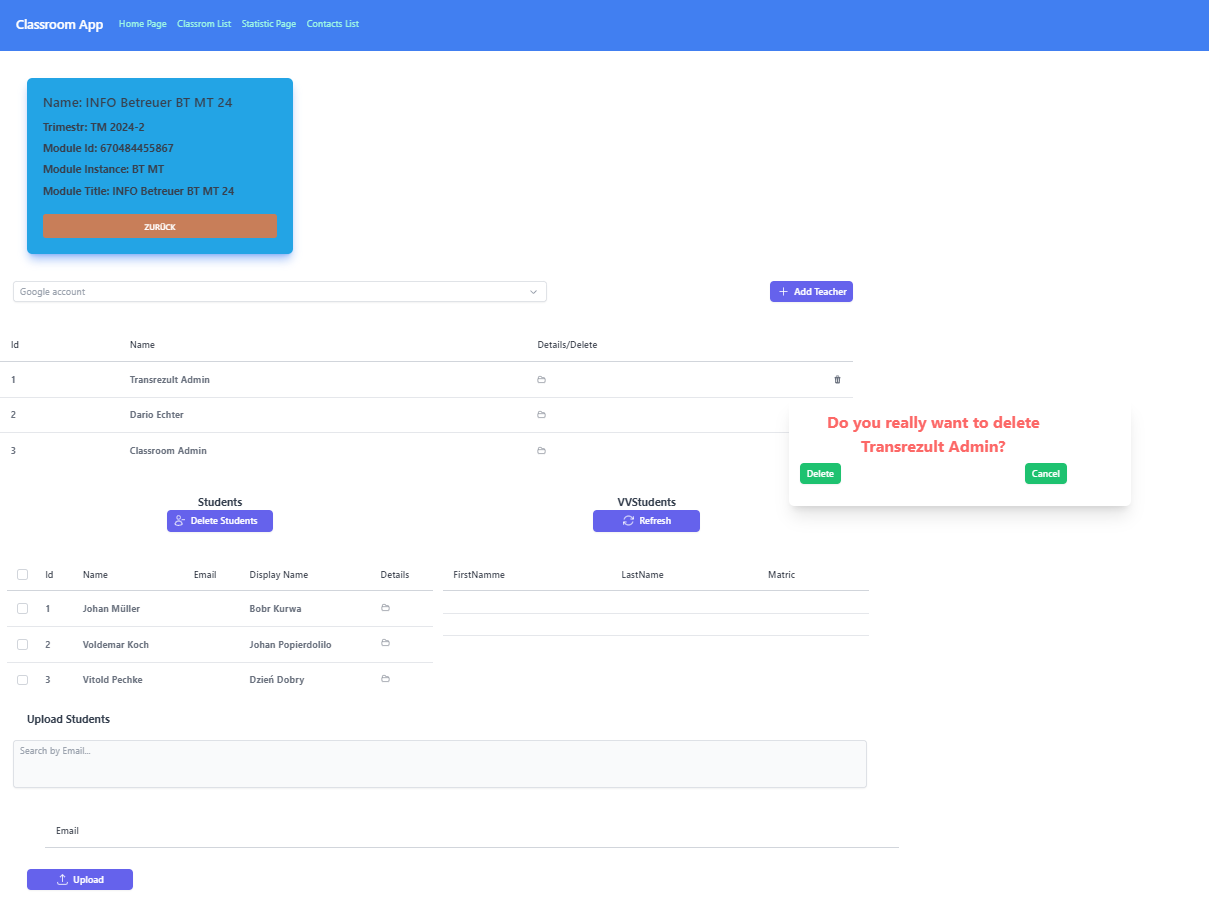 Classroom App Home Page Classrom List Statistic Page Contacts List
Name: INFO Betreuer BT MT 24
Trimestr: TM 2024-2
Module Id: 670484455867
Module Instance: BT MT
Module Title: INFO Betreuer BT MT 24
ZURÜCK
Google account
Add Teacher
Id Name Details/Delete
1 Transrezult Admin
2 Dario Echter
3 Classroom Admin
Do you really want to delete
Transrezult Admin?
Delete Cancel
Students
Delete Students
VVStudents
Refresh
Id Name Email Display Name Details
1 Johan Müller Bobr Kurwa
2 Voldemar Koch Johan Popierdolilo
3 Vitold Pechke Dzień Dobry
FirstNamme LastName Matric
Upload Students
Search by Email...
Email
Upload